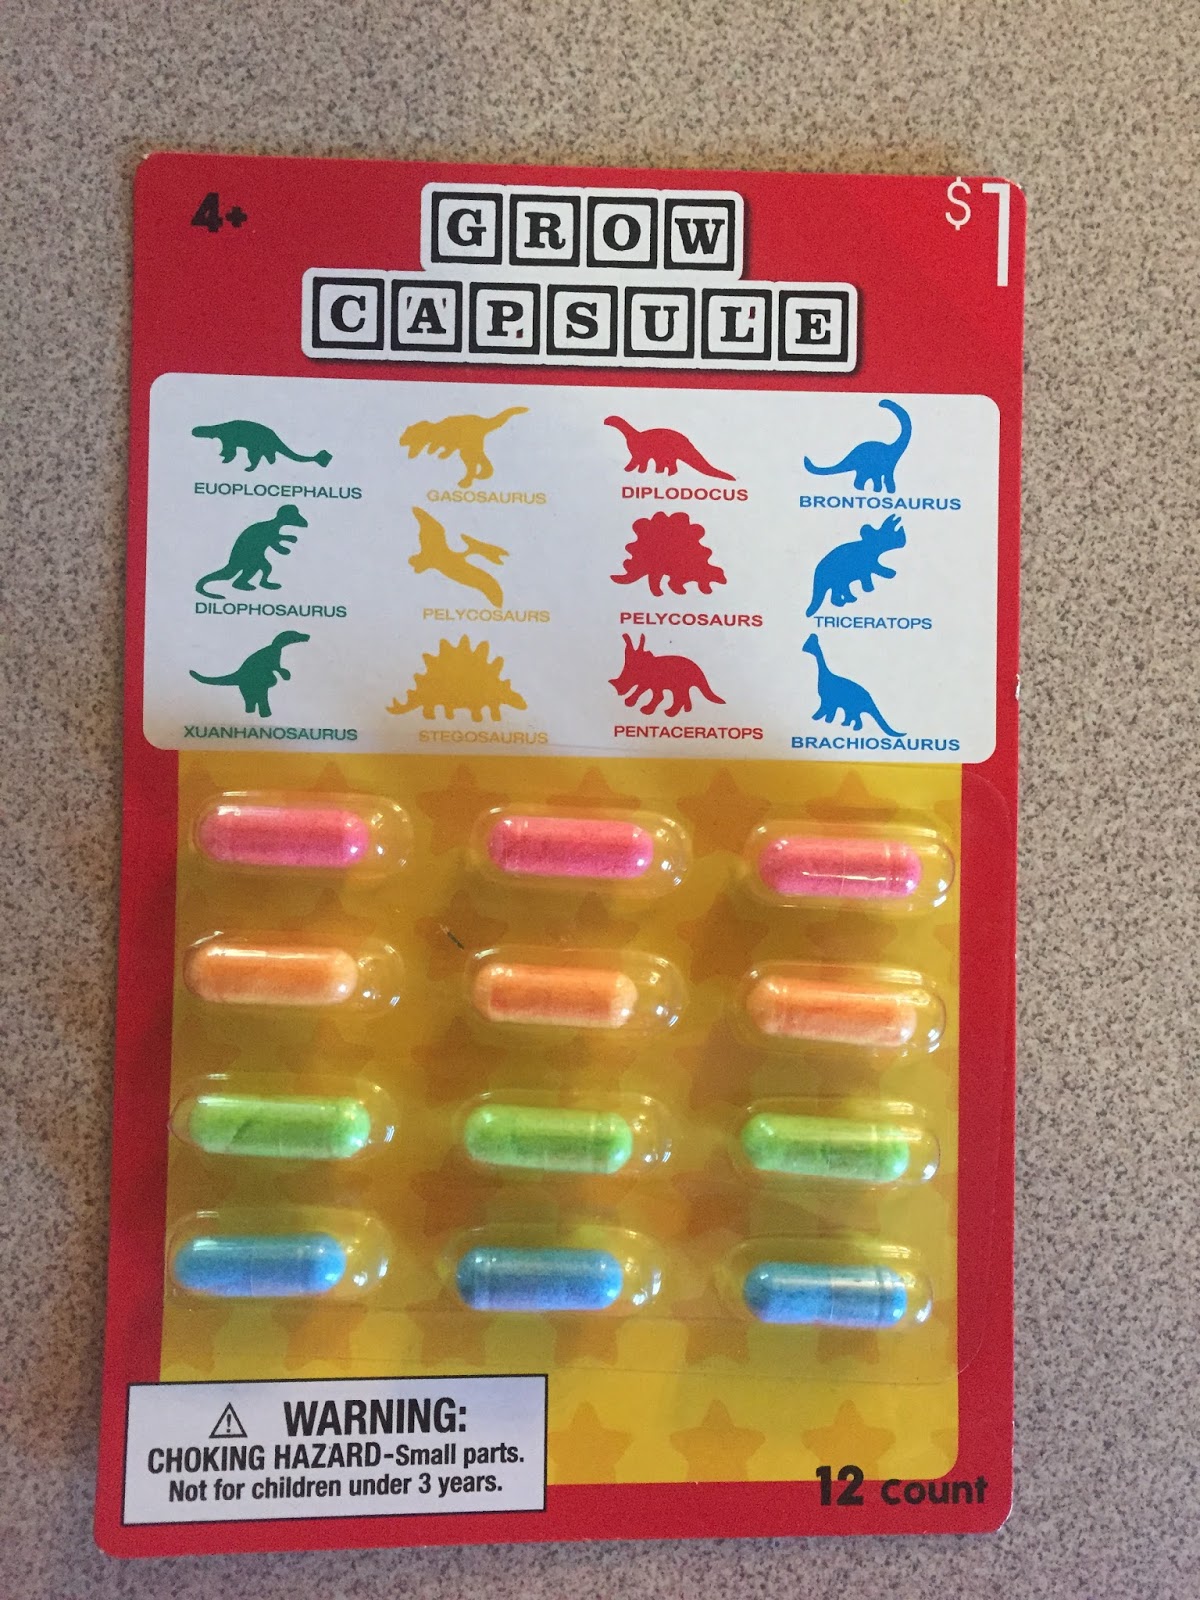 4+
$1
GROW
CAPSULE
EUOPLOCEPHALUS
GASOSAURUS
DIPLODOCUS
BRONTOSAURUS
DILOPHOSAURUS
PELYCOSAURS
PELYCOSAURS
TRICERATOPS
XUANHANOSAURUS
STEGOSAURUS
PENTACERATOPS
BRACHIOSAURUS
WARNING:
CHOKING HAZARD-Small parts.
Not for children under 3 years.
12 count